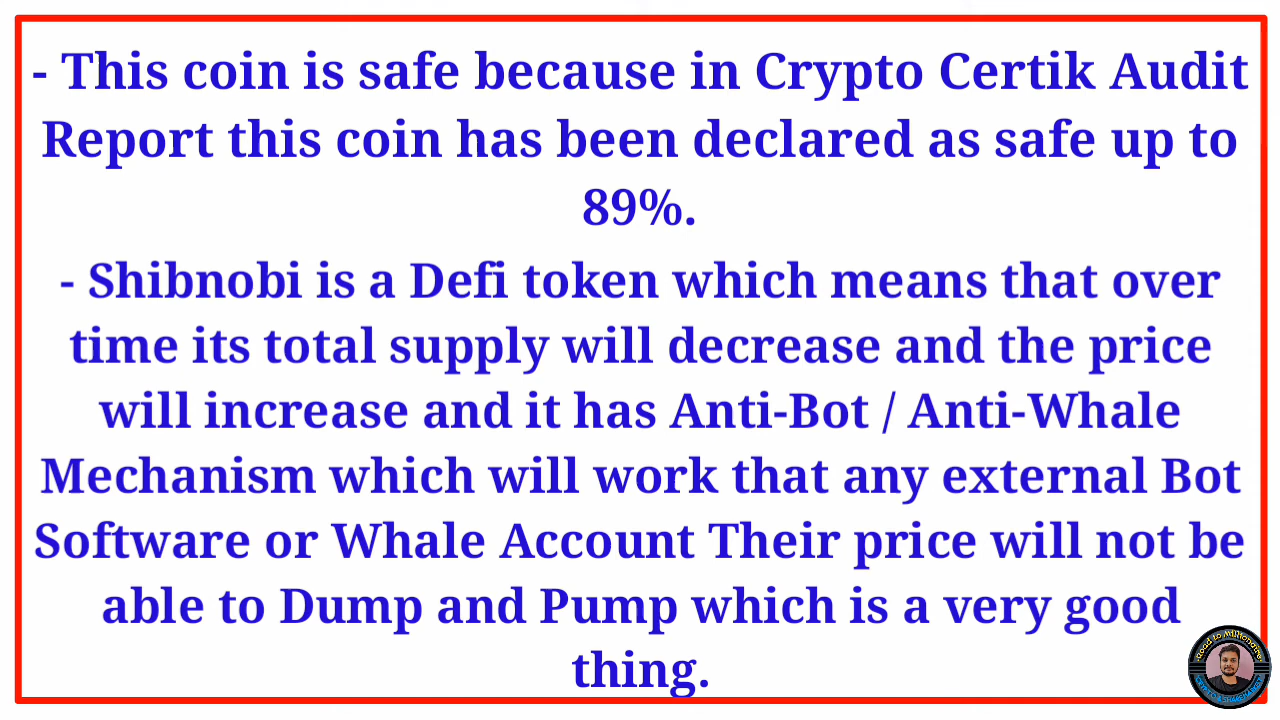 - This coin is safe because in Crypto Certik Audit
Report this coin has been declared as safe up to
89%.
- Shibnobi is a Defi token which means that over
time its total supply will decrease and the price
will increase and it has Anti-Bot / Anti-Whale
Mechanism which will work that any external Bot
Software or Whale Account Their price will not be
able to Dump and Pump which is a very good
thing.
Road to Millionaire